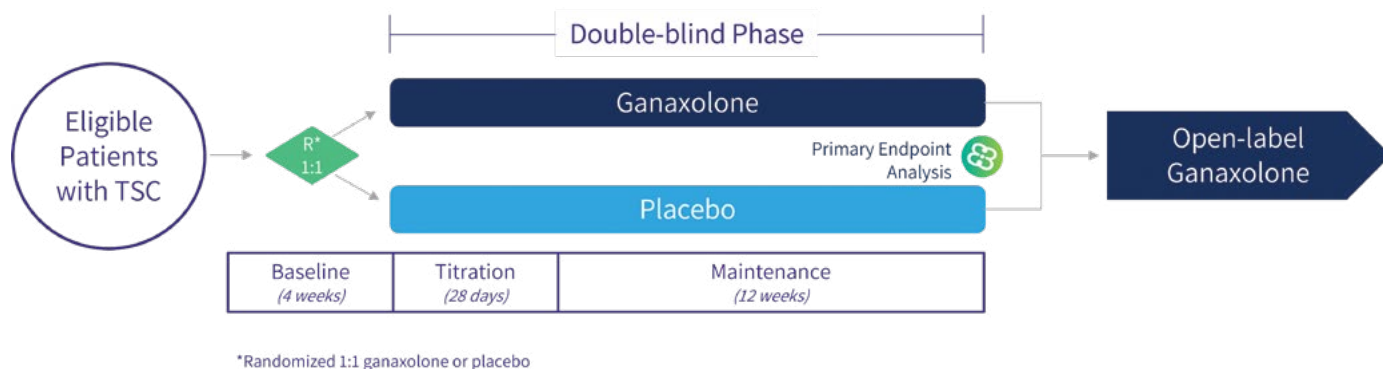 Double-blind Phase
Eligible
Patients
with TSC
R*
1:1
Ganaxolone
Primary Endpoint
Analysis
Placebo
Open-label
Ganaxolone
Baseline
(4 weeks)
Titration
(28 days)
Maintenance
(12 weeks)
*Randomized 1:1 ganaxolone or placebo